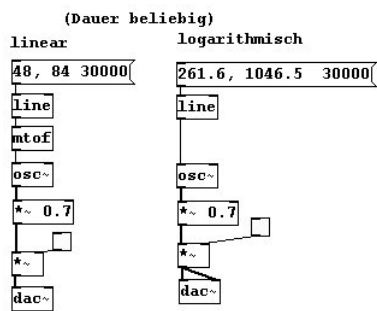 (Dauer beliebig)
linear
48, 84 30000
line
mtof
osc~
*~ 0.7
*~
dac~
logarithmisch
261.6, 1046.5 30000
line
osc~
*~ 0.7
*~
dac~